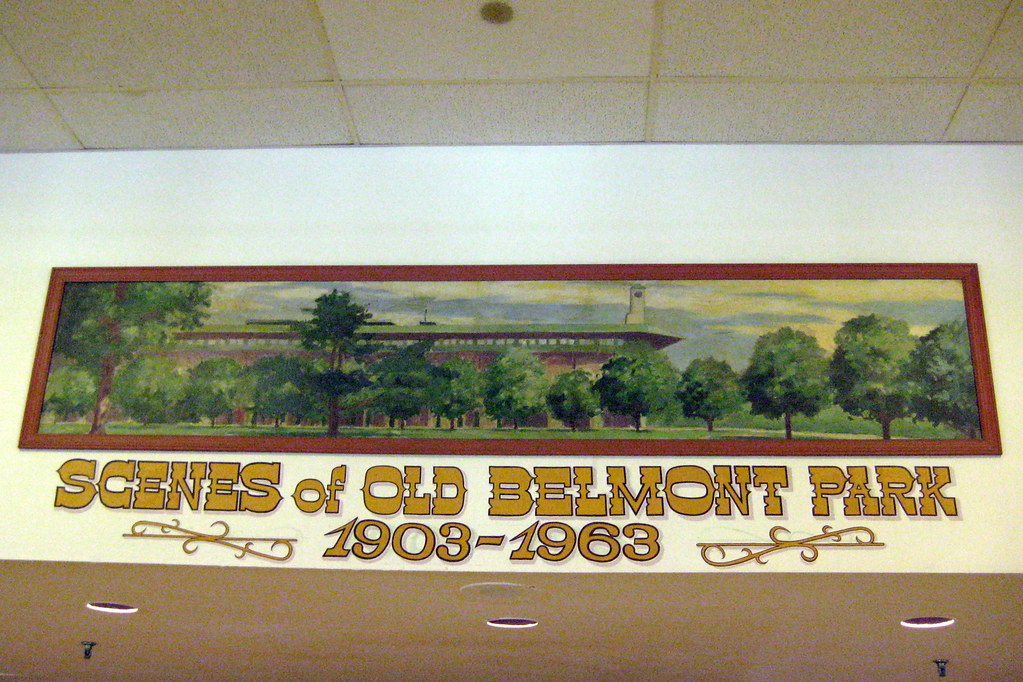 SCENES of OLD BELMONT PARK
1903-1963